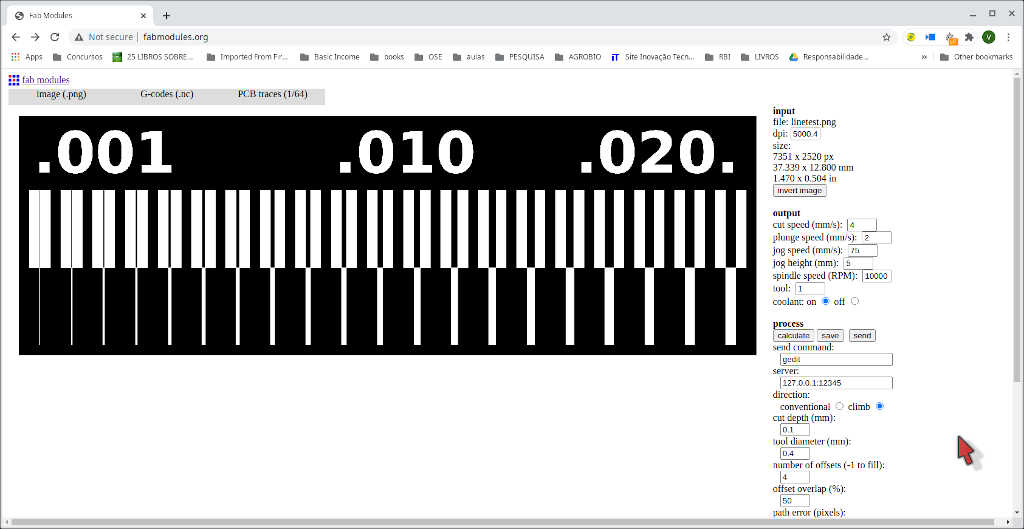 Fab Modules
Not secure | fabmodules.org
Apps Concursos 25 LIBROS SOBRE... Imported From Fir... Basic Income books OSE aulas PESQUISA AGROBIO iT Site Inovação Tecn... RBI LIVROS Responsabilidade... » Other bookmarks
fab modules
image (.png) G-codes (.nc) PCB traces (1/64)
.001 .010 .020.
input
file: linetest.png
dpi: 5000.4
size:
7351 x 2520 px
37.339 x 12.800 mm
1.470 x 0.504 in
invert image
output
cut speed (mm/s): 4
plunge speed (mm/s): 2
jog speed (mm/s): 75
jog height (mm): 5
spindle speed (RPM): 10000
tool: 1
coolant: on off
process
calculate save send
send command:
gedit
server:
127.0.0.1:12345
direction:
conventional climb
cut depth (mm):
0.1
tool diameter (mm):
0.4
number of offsets (-1 to fill):
4
offset overlap (%):
50
path error (pixels):